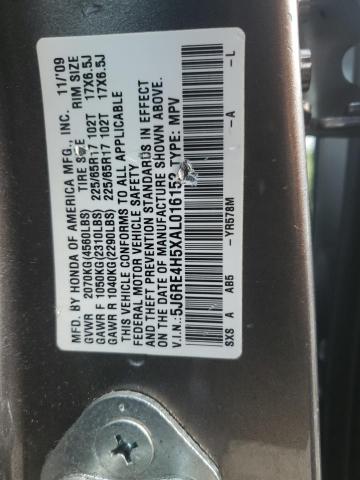 MFD. BY HONDA OF AMERICA MFG., INC. 11/'09
TIRE SIZE RIM SIZE
GVWR 2070KG(4560LBS)
GAWR F 1050KG(2310LBS) 225/65R17 102T 17X6.5J
GAWR R 1040KG(2290LBS) 225/65R17 102T 17X6.5J
THIS VEHICLE CONFORMS TO ALL APPLICABLE
FEDERAL MOTOR VEHICLE SAFETY
AND THEFT PREVENTION STANDARDS IN EFFECT
ON THE DATE OF MANUFACTURE SHOWN ABOVE.
V.I.N.: TYPE: MPV
SXS A AB5 —YR578M —A —L